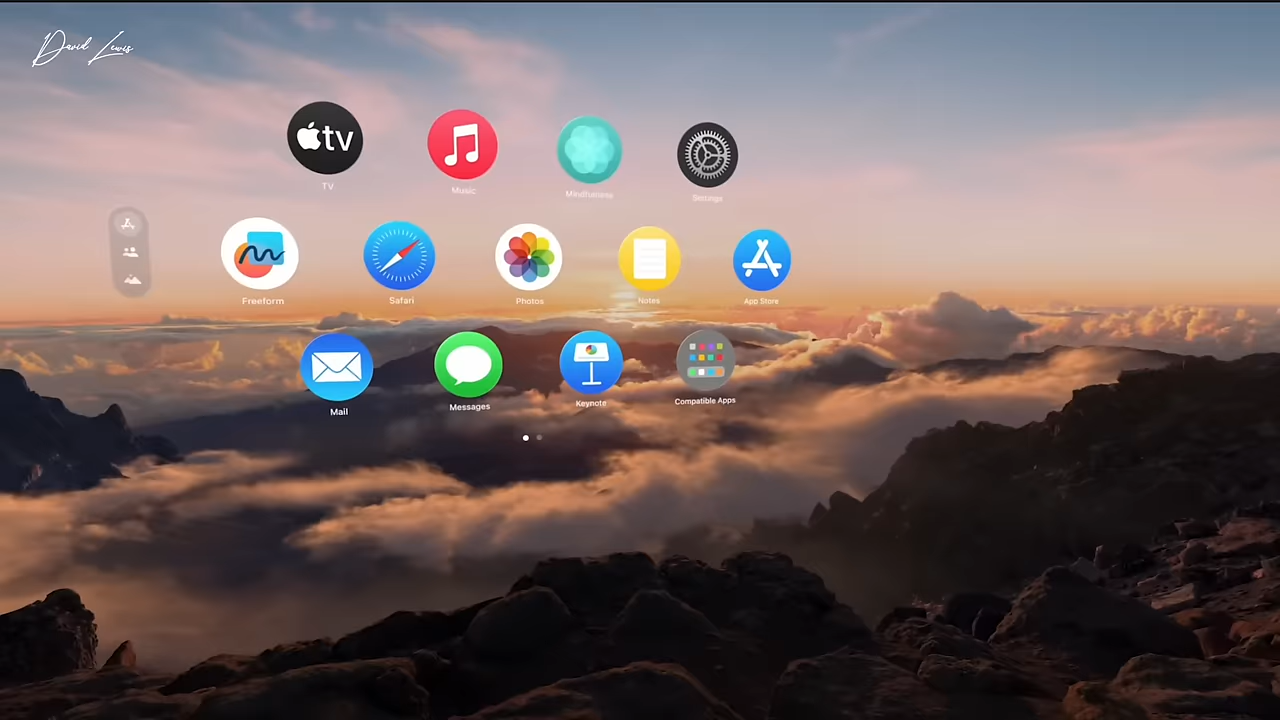 David Lewis
tv
TV
Music
Mindfulness
Settings
Freeform
Safari
Photos
Notes
App Store
Mail
Messages
Keynote
Compatible Apps